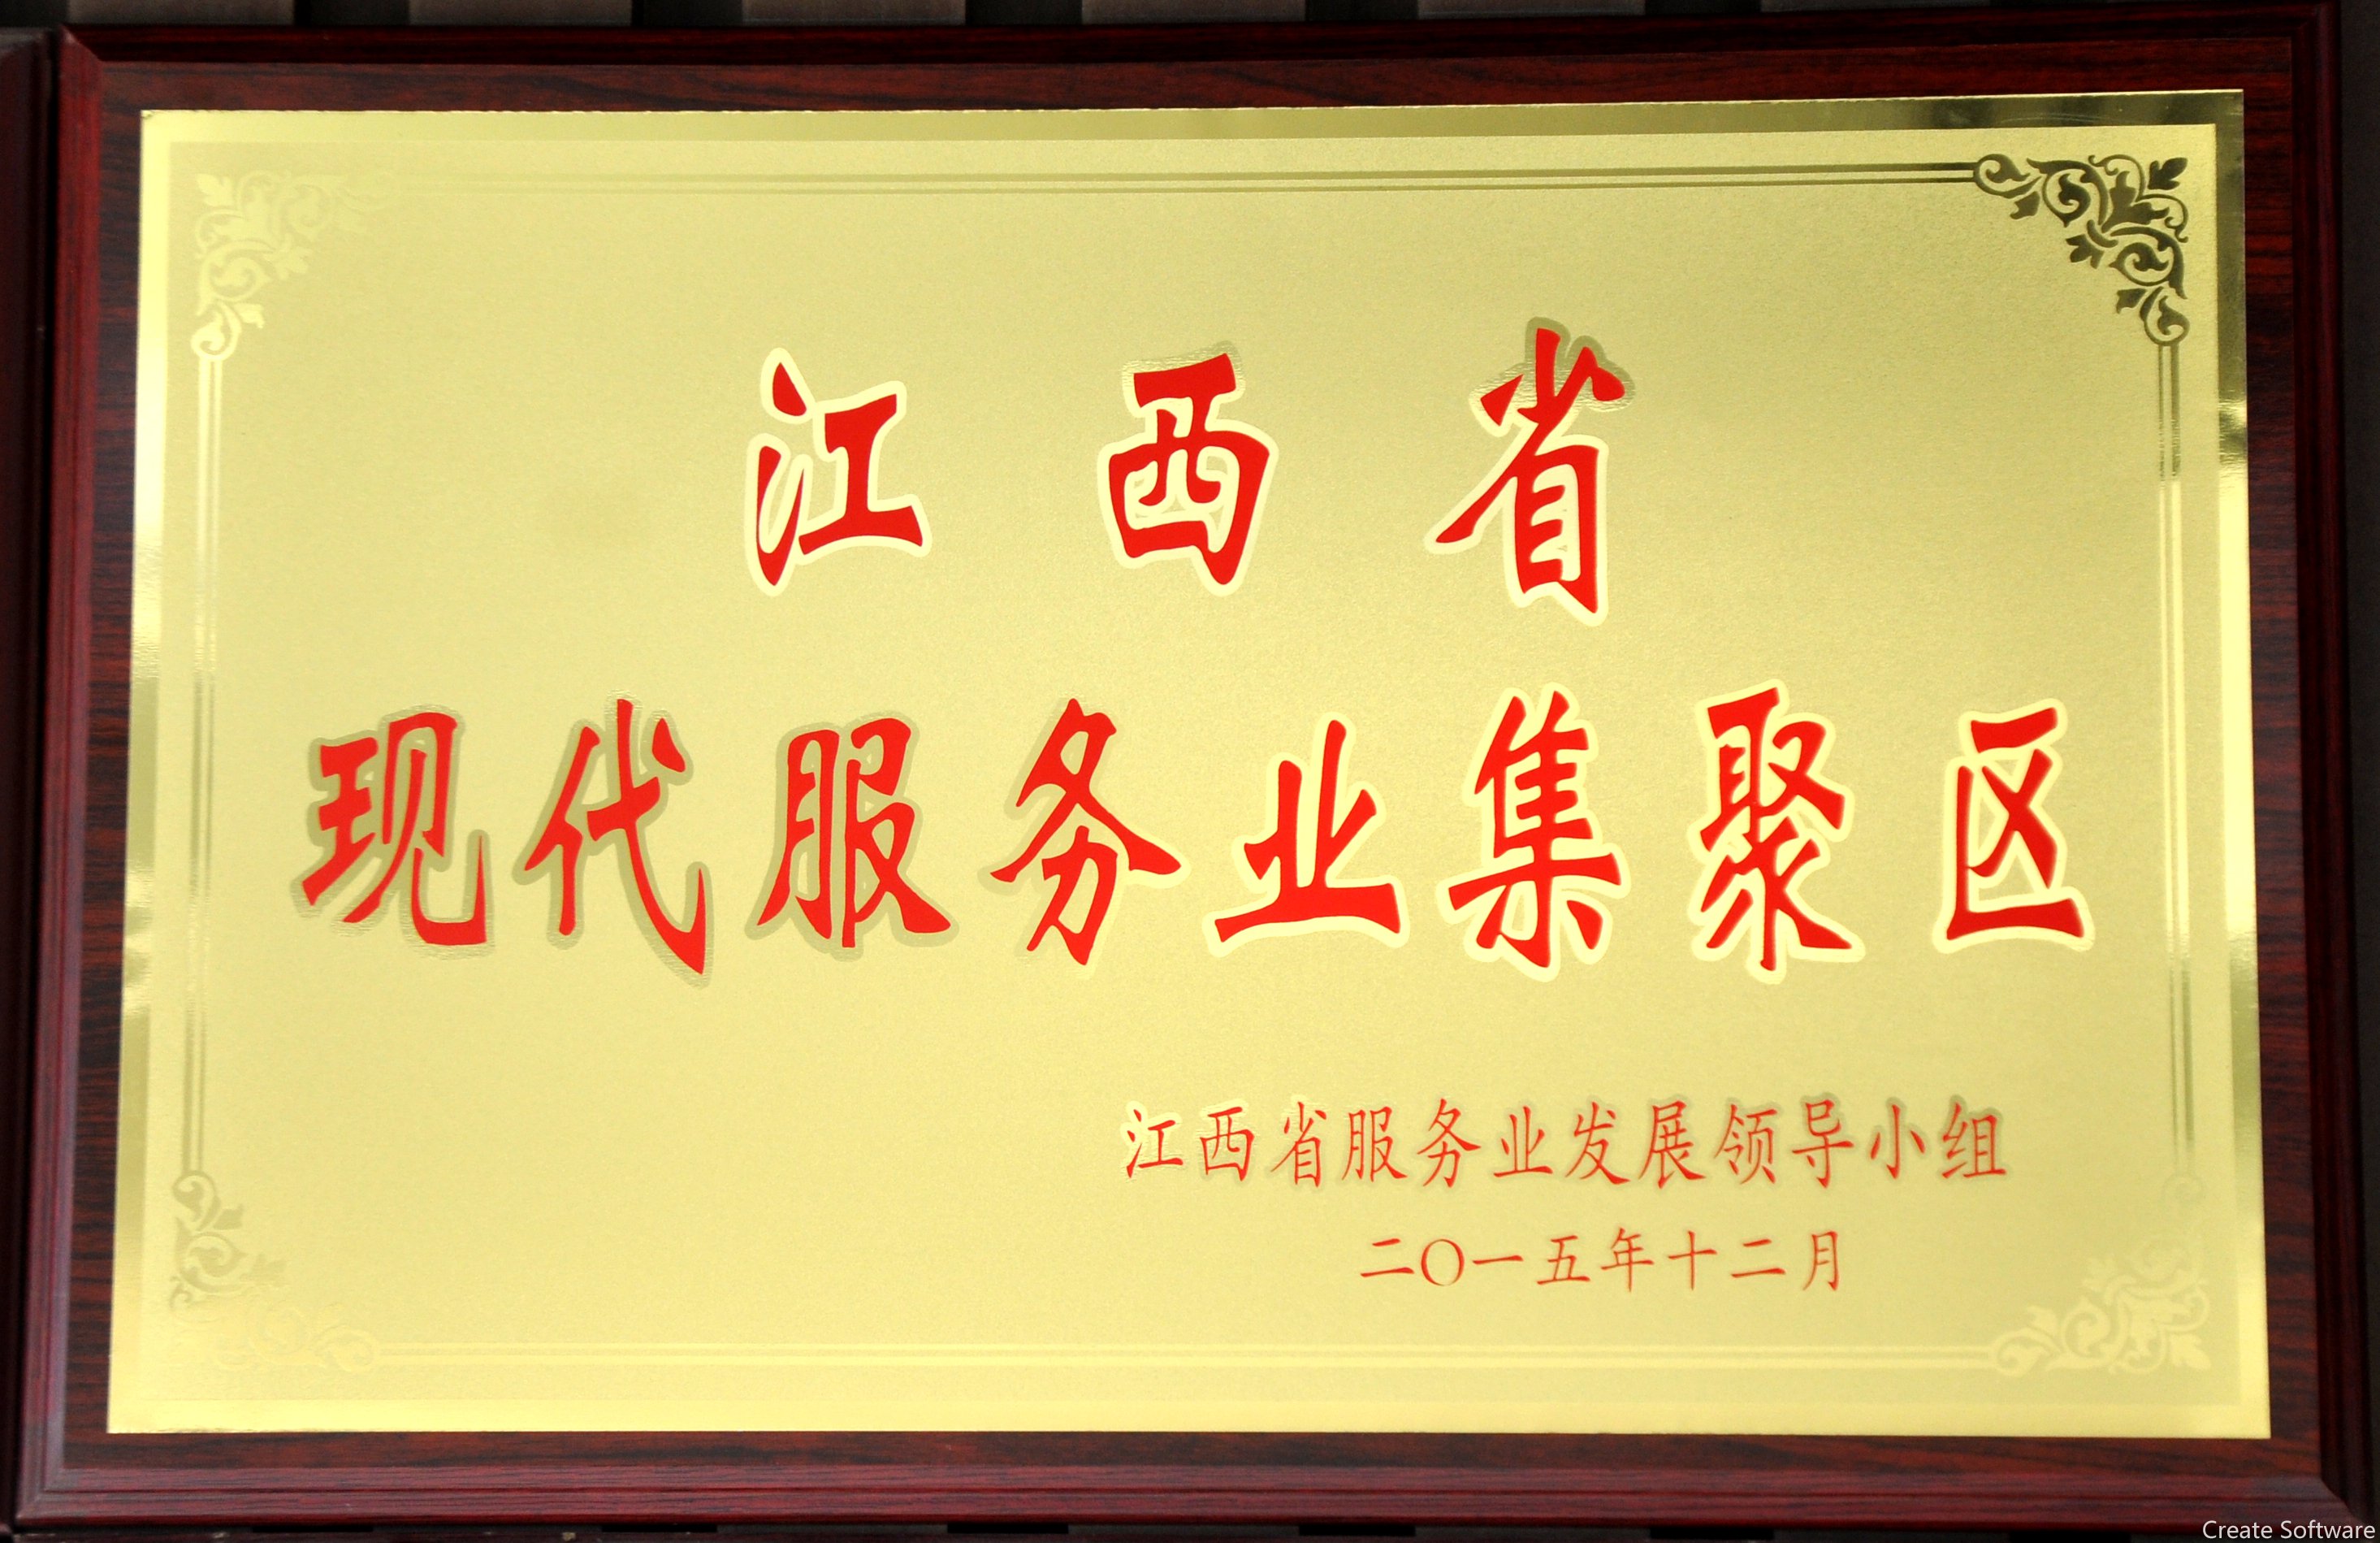 江西省
现代服务业集聚区
江西省服务业发展领导小组
二〇一五年十二月
Create Software